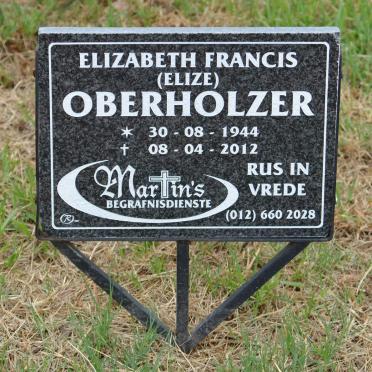 ELIZABETH FRANCIS
(ELIZE)
OBERHOLZER
✶ 30 - 08 - 1944
† 08 - 04 - 2012
RUS IN
VREDE
Martin's
BEGRAFNISDIENSTE
(012) 660 2028
®